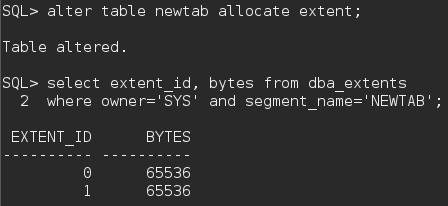 SQL> alter table newtab allocate extent;
Table altered.
SQL> select extent_id, bytes from dba_extents
  2  where owner='SYS' and segment_name='NEWTAB';
 EXTENT_ID      BYTES
---------- ----------
         0      65536
         1      65536